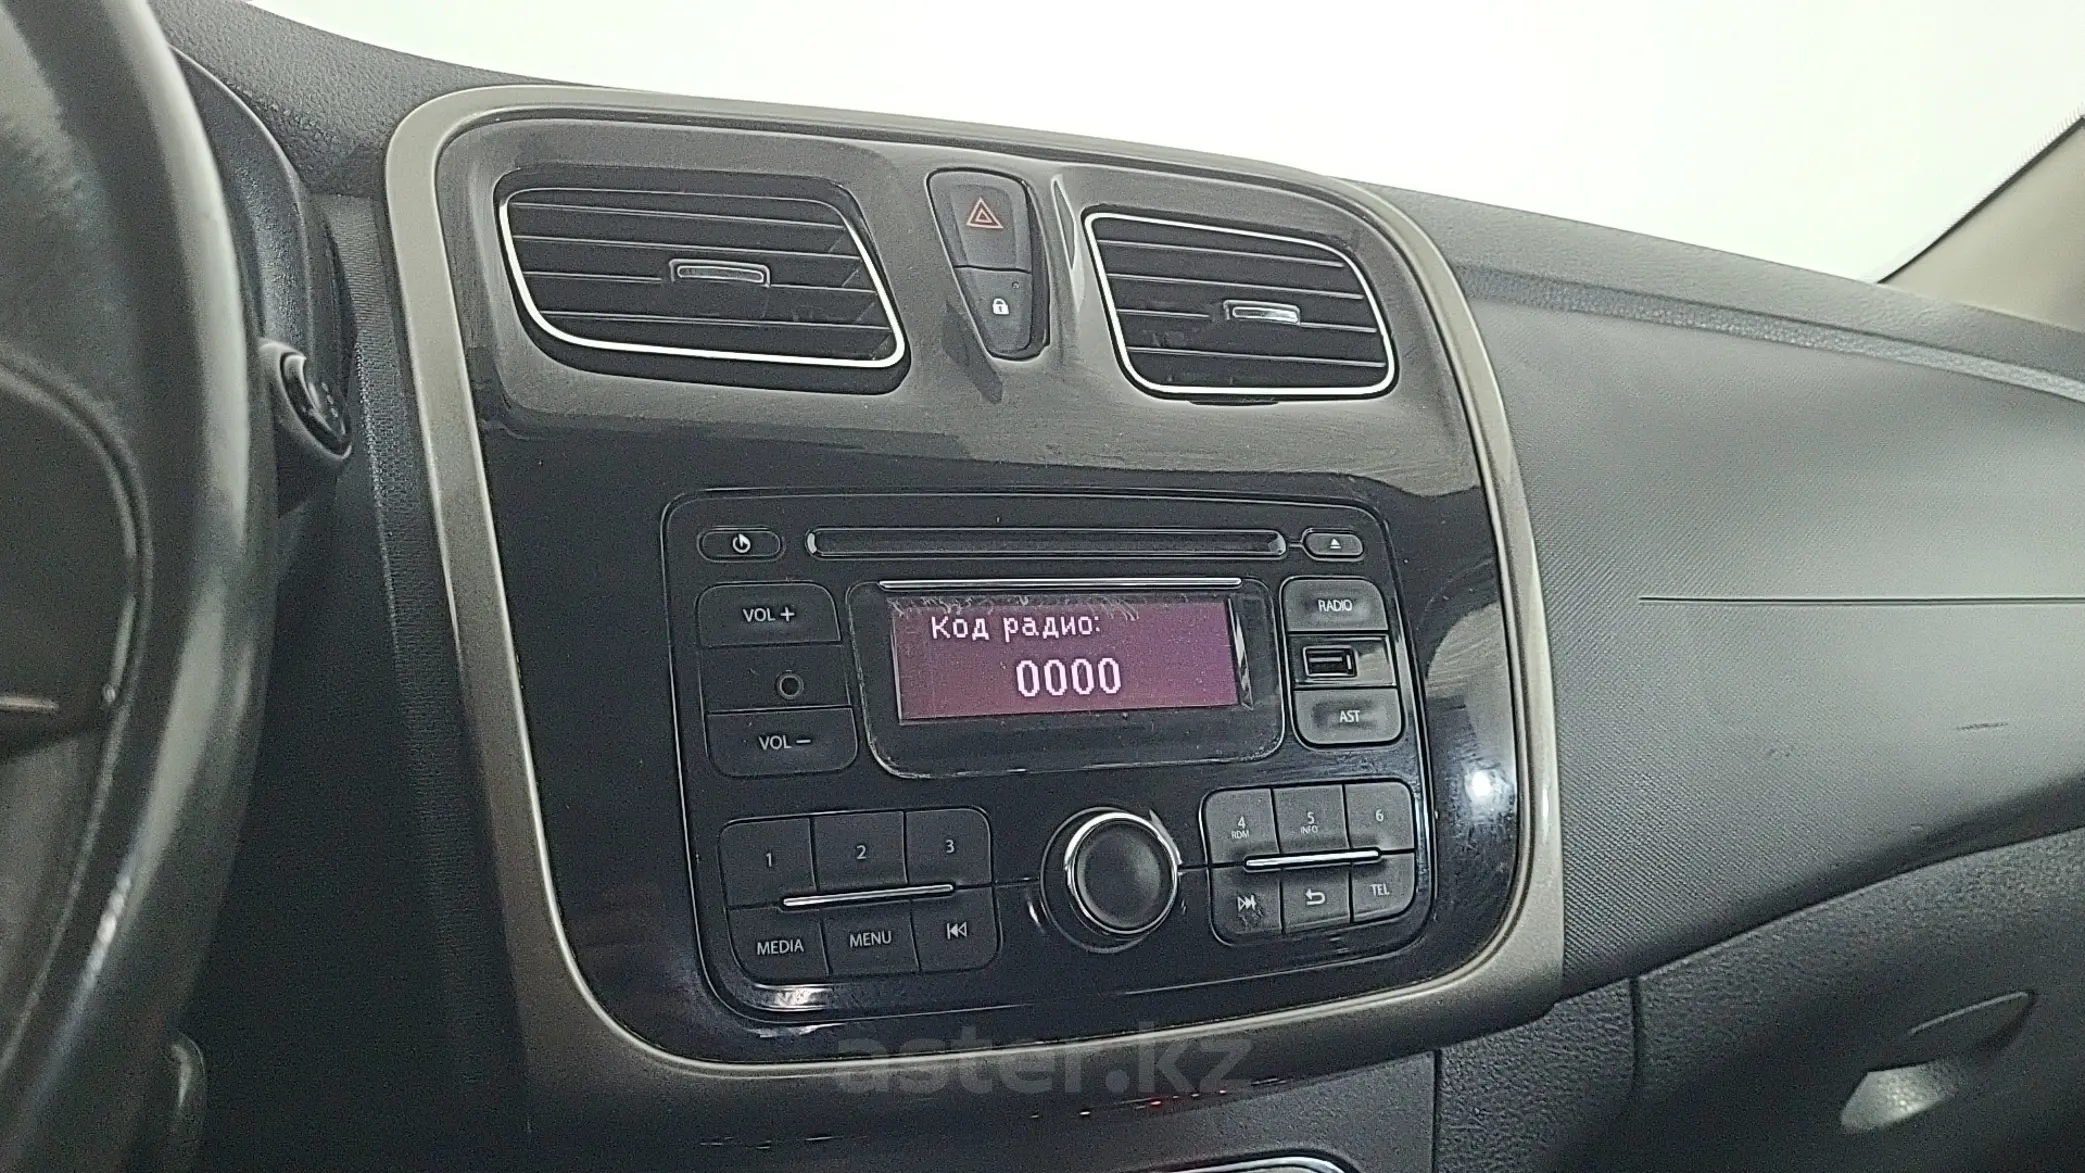 VOL +
VOL –
Код радио:
0000
RADIO
AST
1
2
3
MEDIA
MENU
4
RDM
5
INFO
6
TEL
aster.kz